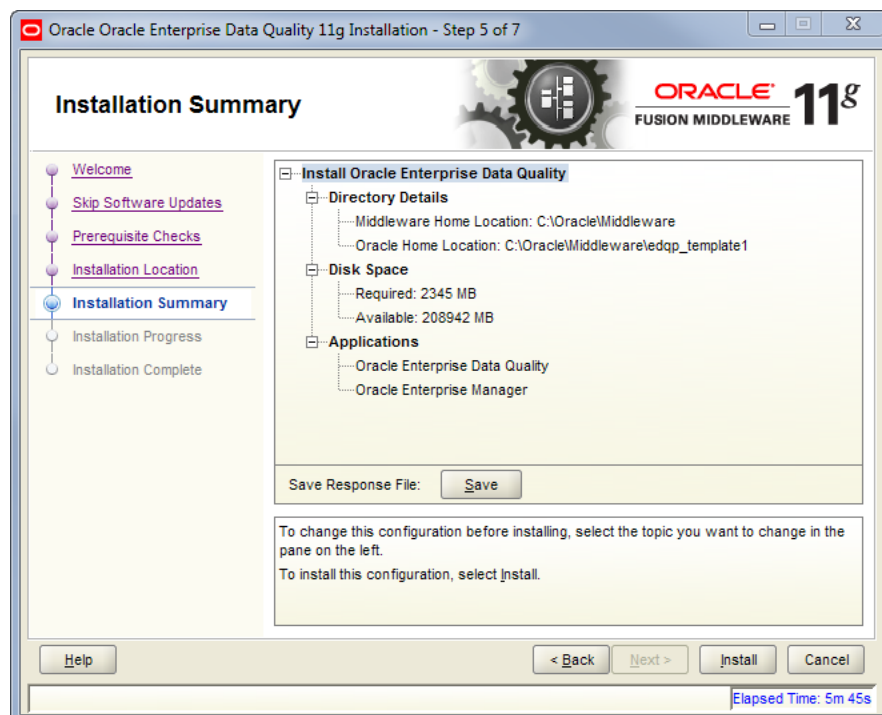 Oracle Oracle Enterprise Data Quality 11g Installation - Step 5 of 7
Installation Summary
ORACLE
FUSION MIDDLEWARE
11g
Welcome
Skip Software Updates
Prerequisite Checks
Installation Location
Installation Summary
Installation Progress
Installation Complete
Install Oracle Enterprise Data Quality
Directory Details
Middleware Home Location: C:\Oracle\Middleware
Oracle Home Location: C:\Oracle\Middleware\edqp_template1
Disk Space
Required: 2345 MB
Available: 208942 MB
Applications
Oracle Enterprise Data Quality
Oracle Enterprise Manager
Save Response File:
Save
To change this configuration before installing, select the topic you want to change in the
pane on the left.
To install this configuration, select Install.
Help
< Back
Next >
Install
Cancel
Elapsed Time: 5m 45s